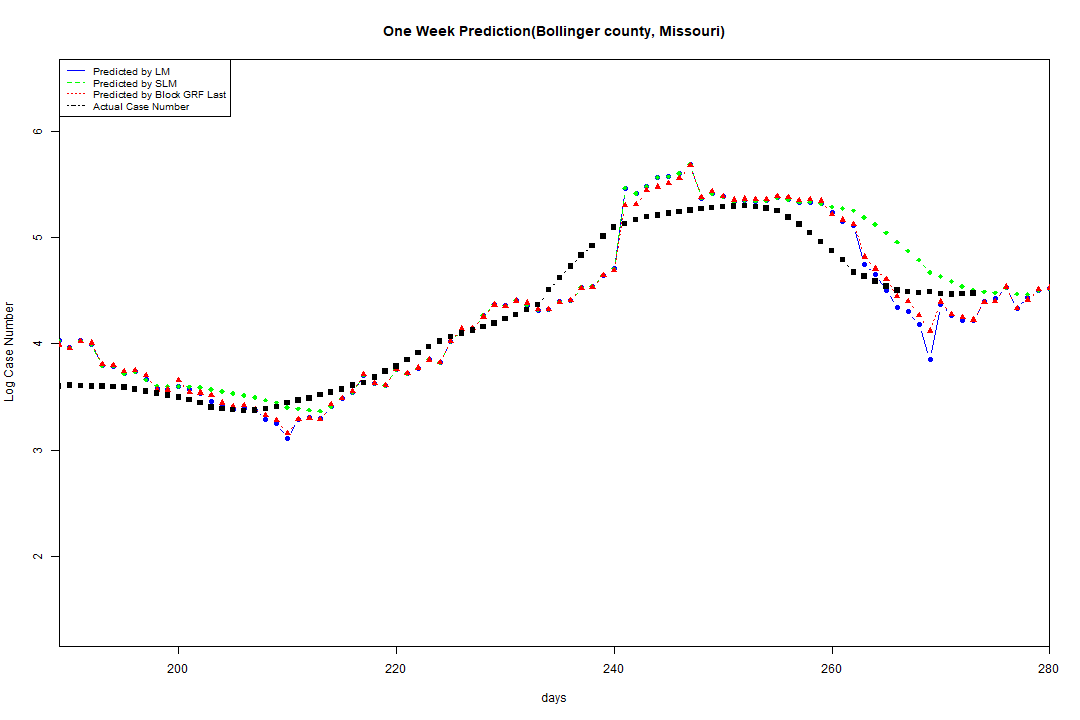 One Week Prediction(Bollinger county, Missouri)
Predicted by LM
Predicted by SLM
Predicted by Block GRF Last
Actual Case Number
6
5
4
3
2
Log Case Number
200 220 240 260 280
days